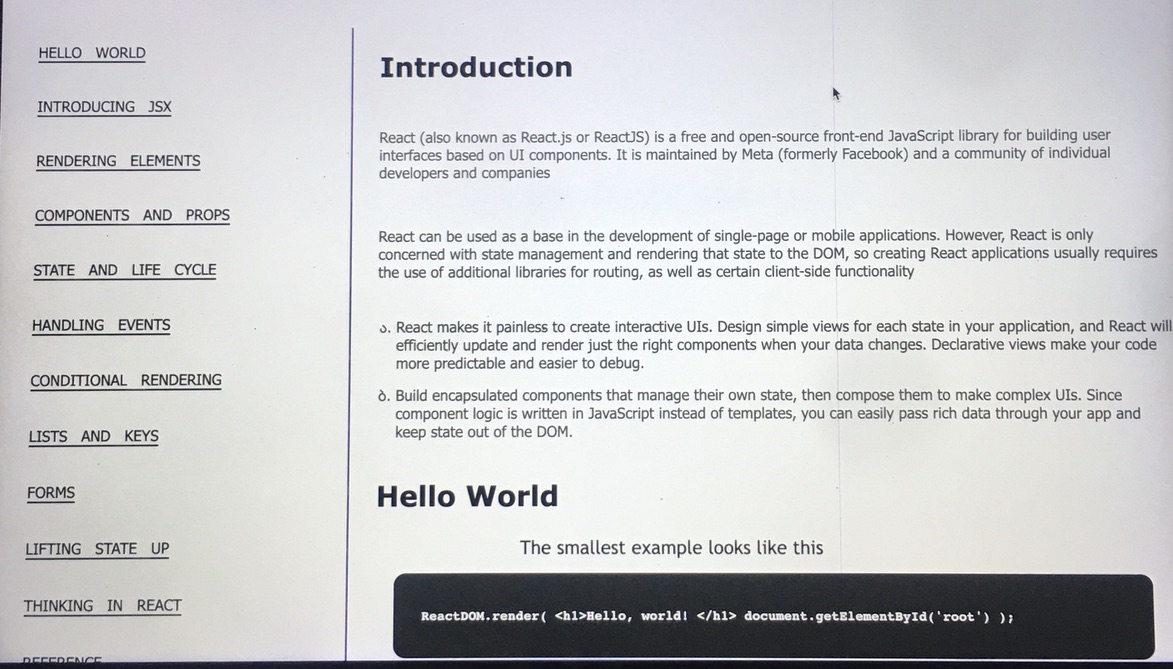 HELLO WORLD
INTRODUCING JSX
RENDERING ELEMENTS
COMPONENTS AND PROPS
STATE AND LIFE CYCLE
HANDLING EVENTS
CONDITIONAL RENDERING
LISTS AND KEYS
FORMS
LIFTING STATE UP
THINKING IN REACT
REFERENCE
Introduction
React (also known as React.js or ReactJS) is a free and open-source front-end JavaScript library for building user
interfaces based on UI components. It is maintained by Meta (formerly Facebook) and a community of individual
developers and companies
React can be used as a base in the development of single-page or mobile applications. However, React is only
concerned with state management and rendering that state to the DOM, so creating React applications usually requires
the use of additional libraries for routing, as well as certain client-side functionality
ა. React makes it painless to create interactive UIs. Design simple views for each state in your application, and React will
efficiently update and render just the right components when your data changes. Declarative views make your code
more predictable and easier to debug.
ბ. Build encapsulated components that manage their own state, then compose them to make complex UIs. Since
component logic is written in JavaScript instead of templates, you can easily pass rich data through your app and
keep state out of the DOM.
Hello World
The smallest example looks like this
ReactDOM.render( <h1>Hello, world! </h1> document.getElementById('root') );